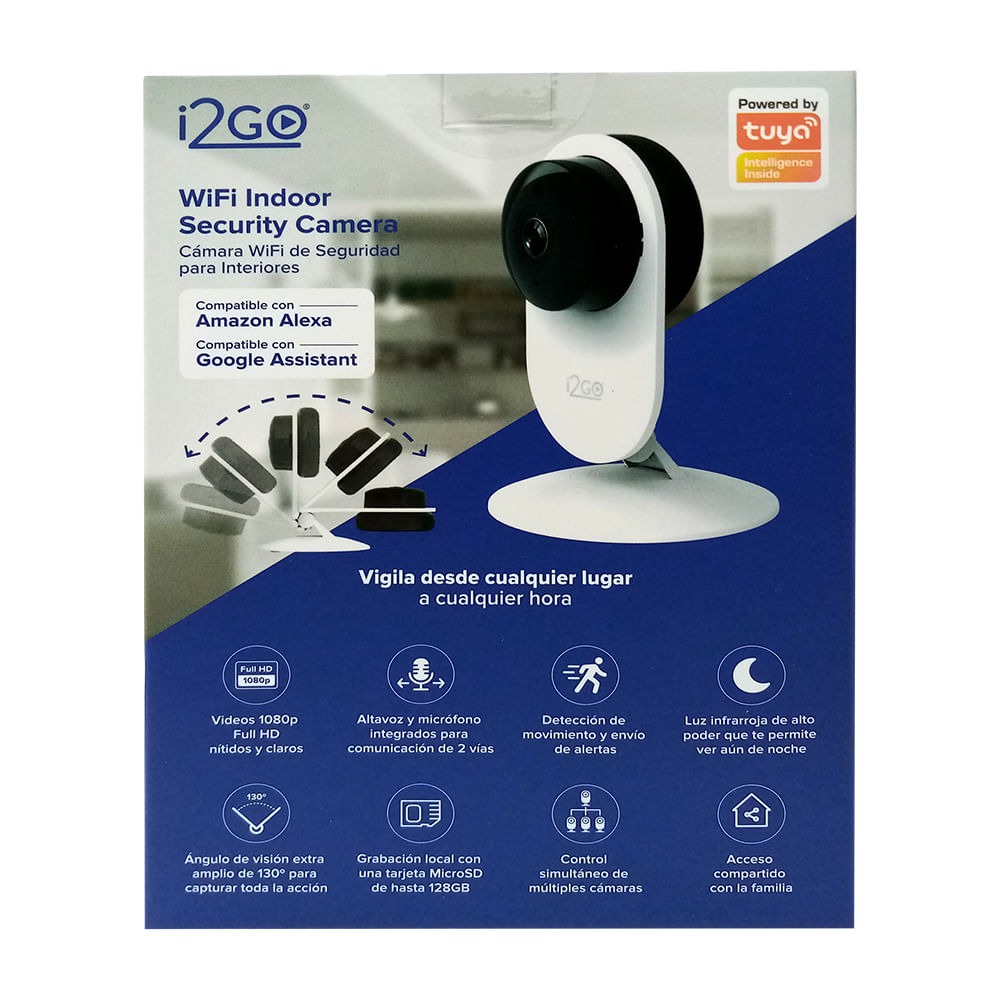 i2GO®
Powered by
tuya
Intelligence
Inside
WiFi Indoor
Security Camera
Cámara WiFi de Seguridad
para Interiores
Compatible con
Amazon Alexa
Compatible con
Google Assistant
i2GO
Vigila desde cualquier lugar
a cualquier hora
Full HD
1080p
Videos 1080p
Full HD
nítidos y claros
Altavoz y micrófono
integrados para
comunicación de 2 vías
Detección de
movimiento y envío
de alertas
Luz infrarroja de alto
poder que te permite
ver aún de noche
130º
Ángulo de visión extra
amplio de 130º para
capturar toda la acción
Grabación local con
una tarjeta MicroSD
de hasta 128GB
Control
simultáneo de
múltiples cámaras
Acceso
compartido
con la familia